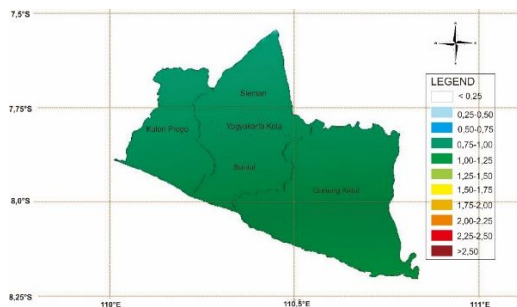 7,5°S
7,75°S
8,0°S
8,25°S
110°E
110,5°E
111°E
Sleman
Kulon Progo
Yogyakarta Kota
Bantul
Gunung Kidul
LEGEND
< 0.25
0,25-0,50
0,50-0,75
0,75-1,00
1,00-1,25
1,25-1,50
1,50-1,75
1,75-2,00
2,00-2,25
2,25-2,50
>2,50